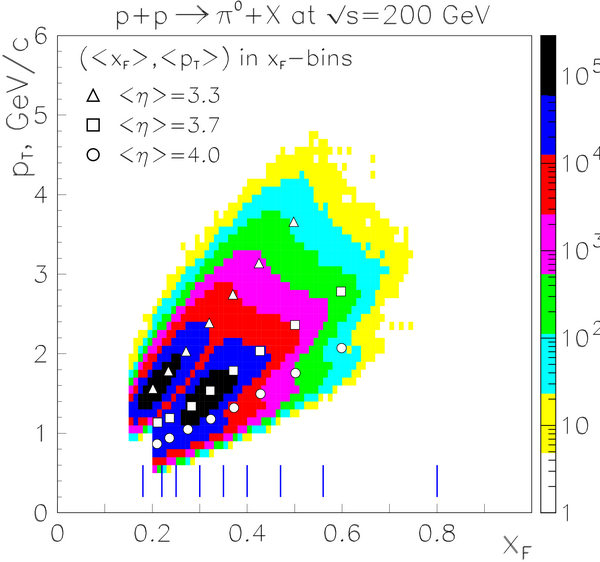 p+p → π⁰+X at √s=200 GeV
(<x_F>,<p_T>) in x_F−bins
<η>=3.3
<η>=3.7
<η>=4.0
p_T, GeV/c
6
5
4
3
2
1
0
0
0.2
0.4
0.6
0.8
x_F
10⁵
10⁴
10³
10²
10
1